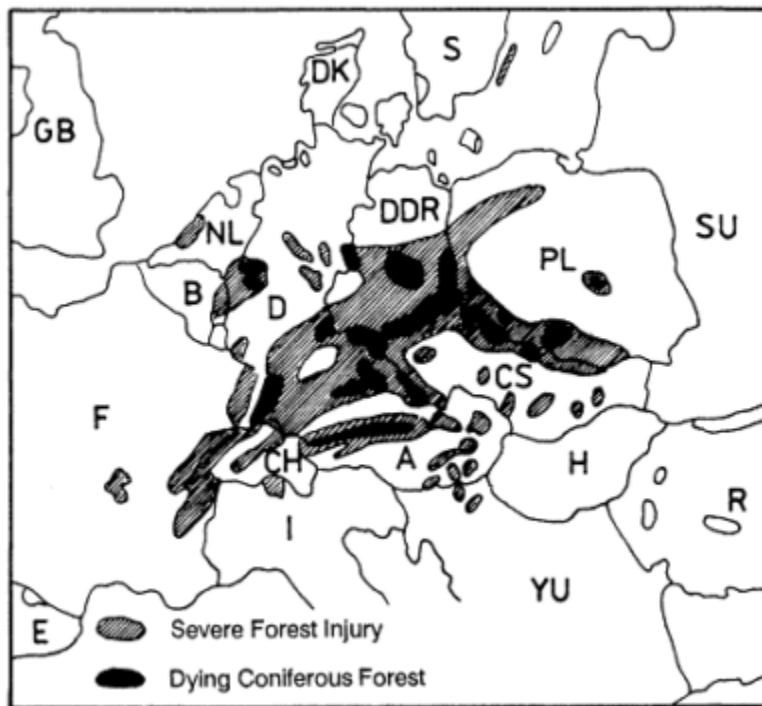 DK
S
GB
DDR
NL
SU
PL
B
D
CS
F
CH
A
H
R
I
YU
E
Severe Forest Injury
Dying Coniferous Forest